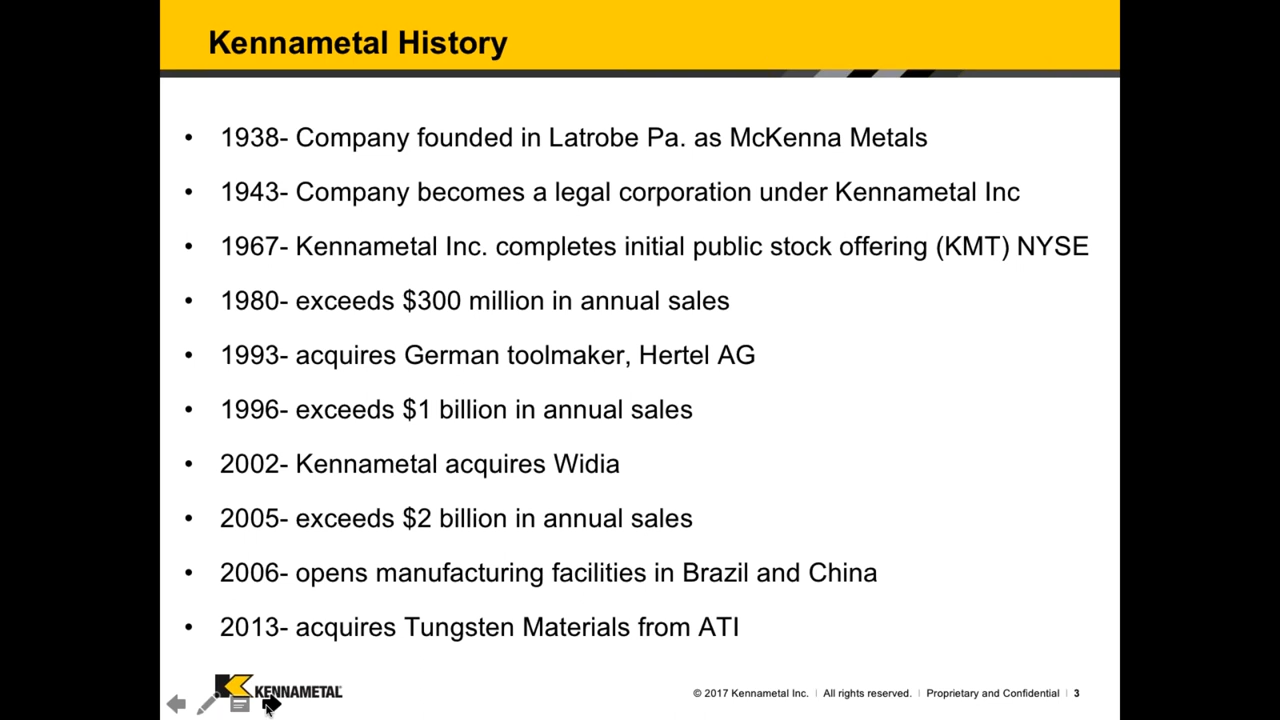 Kennametal History
• 1938- Company founded in Latrobe Pa. as McKenna Metals
• 1943- Company becomes a legal corporation under Kennametal Inc
• 1967- Kennametal Inc. completes initial public stock offering (KMT) NYSE
• 1980- exceeds $300 million in annual sales
• 1993- acquires German toolmaker, Hertel AG
• 1996- exceeds $1 billion in annual sales
• 2002- Kennametal acquires Widia
• 2005- exceeds $2 billion in annual sales
• 2006- opens manufacturing facilities in Brazil and China
• 2013- acquires Tungsten Materials from ATI
KENNAMETAL
© 2017 Kennametal Inc. | All rights reserved. | Proprietary and Confidential | 3